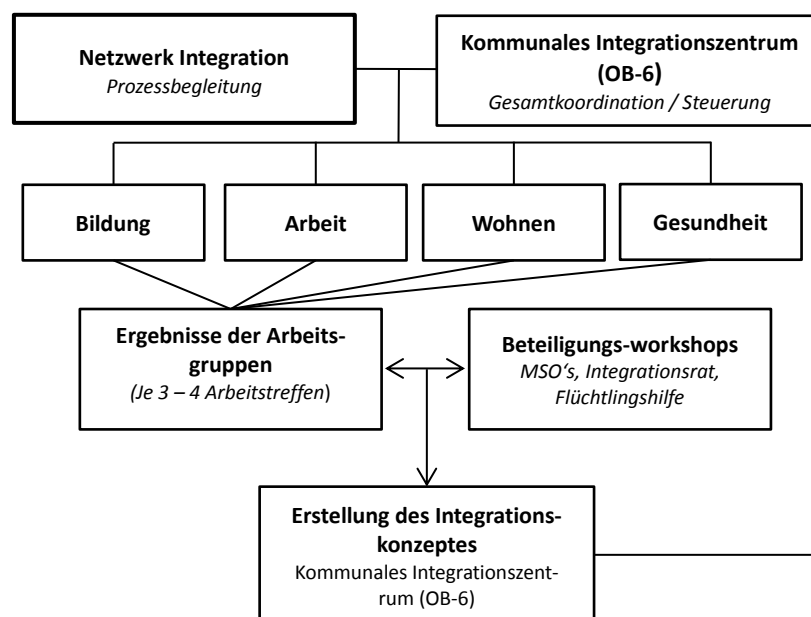 Netzwerk Integration
Prozessbegleitung
Kommunales Integrationszentrum
(OB-6)
Gesamtkoordination / Steuerung
Bildung
Arbeit
Wohnen
Gesundheit
Ergebnisse der Arbeits-
gruppen
(Je 3 – 4 Arbeitstreffen)
Beteiligungs-workshops
MSO‘s, Integrationsrat,
Flüchtlingshilfe
Erstellung des Integrations-
konzeptes
Kommunales Integrationszent-
rum (OB-6)